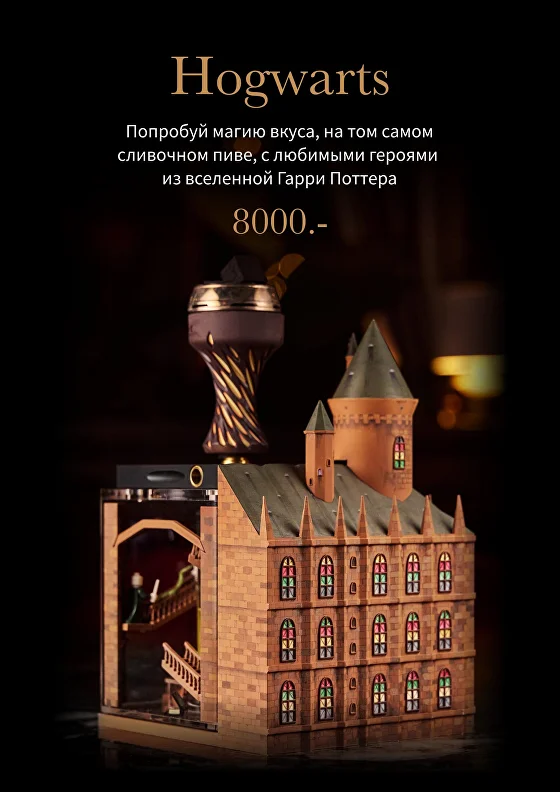 Hogwarts
Попробуй магию вкуса, на том самом
сливочном пиве, с любимыми героями
из вселенной Гарри Поттера
8000.-